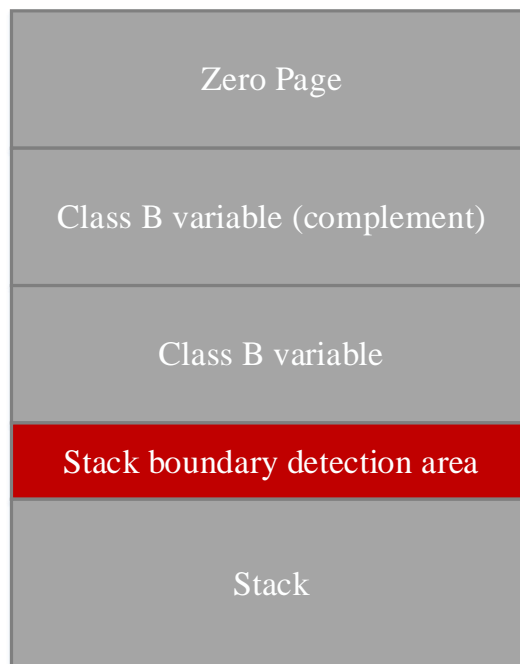 Zero Page
Class B variable (complement)
Class B variable
Stack boundary detection area
Stack